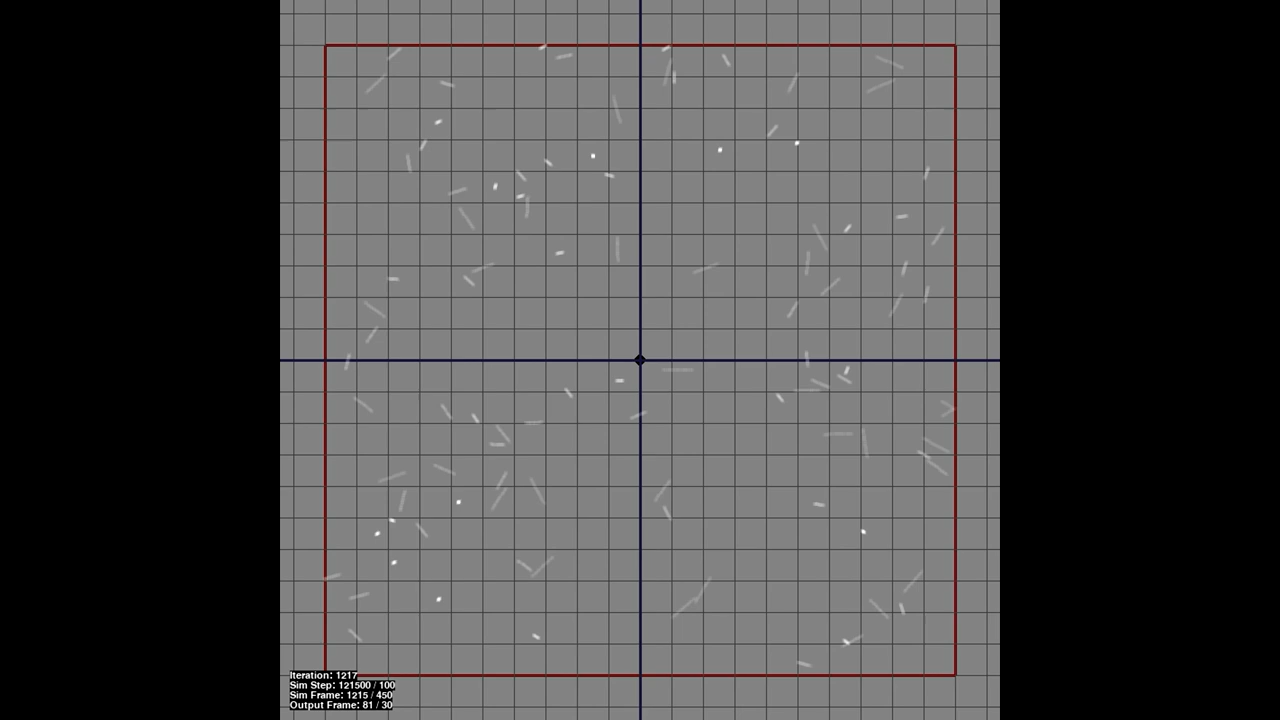 Iteration: 1217
Sim Step: 121500 / 100
Sim Frame: 1215 / 450
Output Frame: 81 / 30